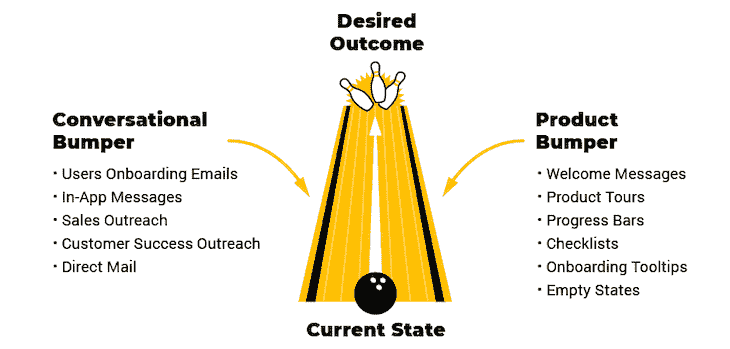 Desired
Outcome
Conversational
Bumper
· Users Onboarding Emails
· In-App Messages
· Sales Outreach
· Customer Success Outreach
· Direct Mail
Product
Bumper
· Welcome Messages
· Product Tours
· Progress Bars
· Checklists
· Onboarding Tooltips
· Empty States
Current State